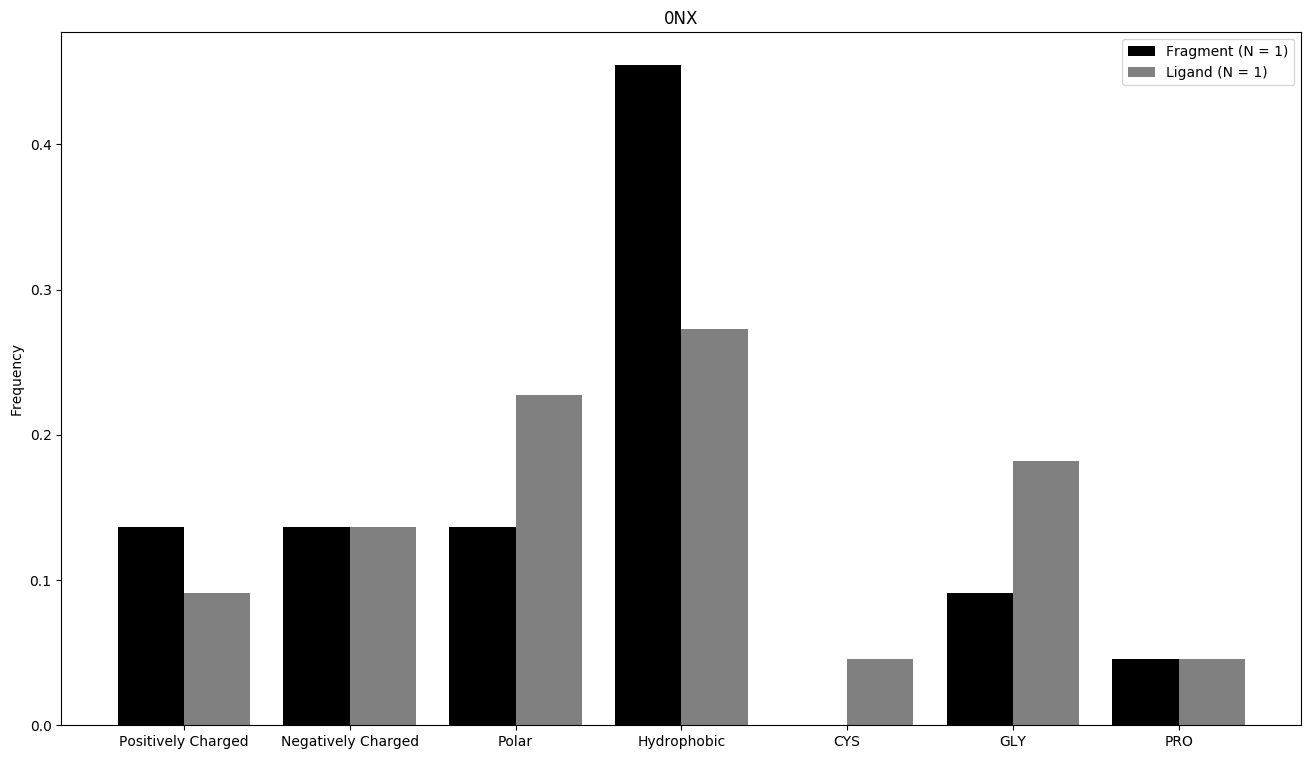 0NX
Fragment (N = 1)
Ligand (N = 1)
Frequency
0.4
0.3
0.2
0.1
0.0
Positively Charged
Negatively Charged
Polar
Hydrophobic
CYS
GLY
PRO